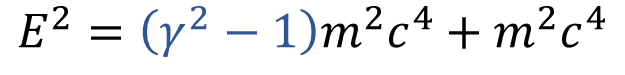 𝐸² = (𝛾² − 1)𝑚²𝑐⁴ + 𝑚²𝑐⁴